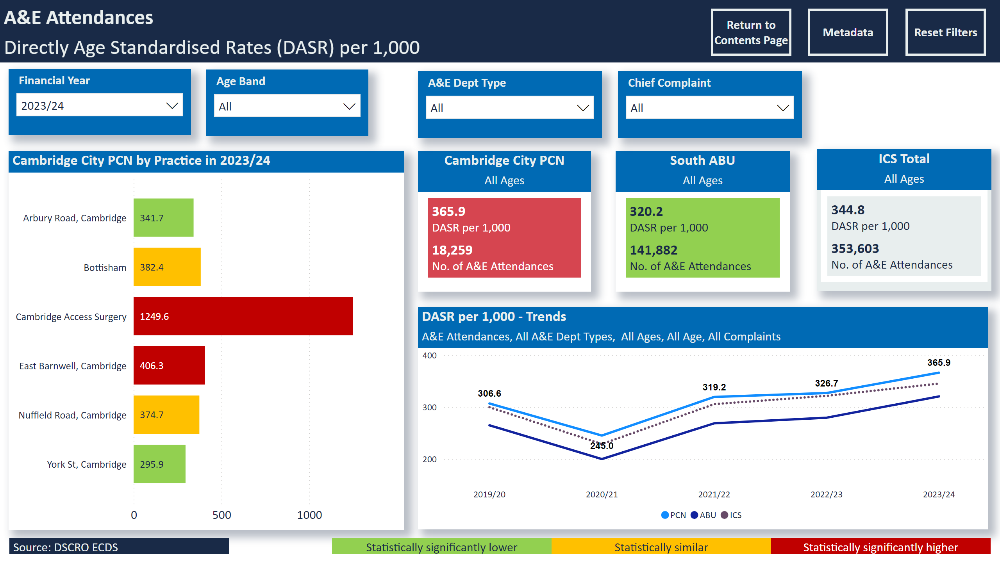 A&E Attendances
Directly Age Standardised Rates (DASR) per 1,000
Return to
Contents Page
Metadata
Reset Filters
Financial Year
2023/24
Age Band
All
A&E Dept Type
All
Chief Complaint
All
Cambridge City PCN by Practice in 2023/24
Arbury Road, Cambridge 341.7
Bottisham 382.4
Cambridge Access Surgery 1249.6
East Barnwell, Cambridge 406.3
Nuffield Road, Cambridge 374.7
York St, Cambridge 295.9
0 500 1000
Cambridge City PCN
All Ages
365.9
DASR per 1,000
18,259
No. of A&E Attendances
South ABU
All Ages
320.2
DASR per 1,000
141,882
No. of A&E Attendances
ICS Total
All Ages
344.8
DASR per 1,000
353,603
No. of A&E Attendances
DASR per 1,000 - Trends
A&E Attendances, All A&E Dept Types,  All Ages, All Age, All Complaints
400
300
200
306.6
245.0
319.2
326.7
365.9
2019/20 2020/21 2021/22 2022/23 2023/24
PCN ABU ICS
Source: DSCRO ECDS
Statistically significantly lower
Statistically similar
Statistically significantly higher